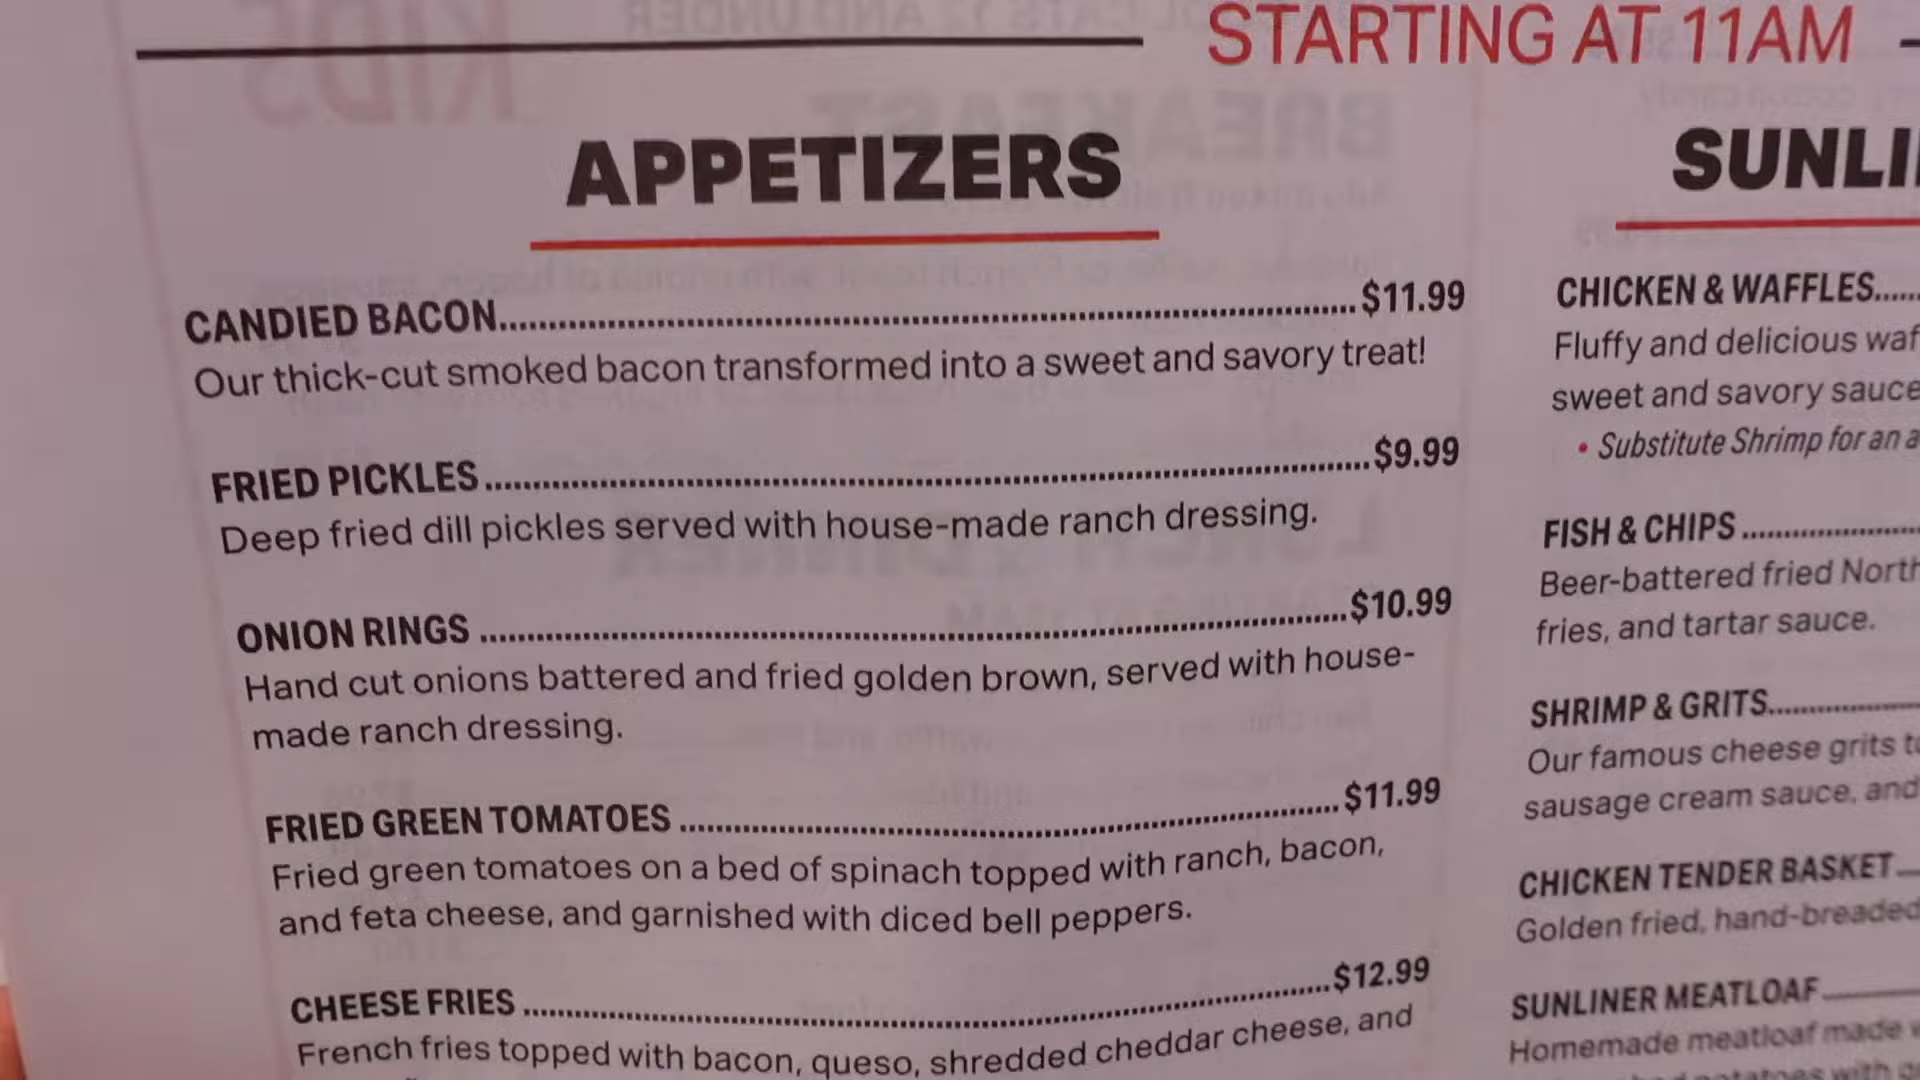 STARTING AT 11AM
APPETIZERS
CANDIED BACON $11.99
Our thick-cut smoked bacon transformed into a sweet and savory treat!
FRIED PICKLES $9.99
Deep fried dill pickles served with house-made ranch dressing.
ONION RINGS $10.99
Hand cut onions battered and fried golden brown, served with house-
made ranch dressing.
FRIED GREEN TOMATOES $11.99
Fried green tomatoes on a bed of spinach topped with ranch, bacon,
and feta cheese, and garnished with diced bell peppers.
CHEESE FRIES $12.99
French fries topped with bacon, queso, shredded cheddar cheese, and
CHICKEN & WAFFLES
Fluffy and delicious
sweet and savory sauce
• Substitute Shrimp for an
FISH & CHIPS
Beer-battered fried North
fries, and tartar sauce.
SHRIMP & GRITS
Our famous cheese grits
sausage cream sauce, and
CHICKEN TENDER BASKET
Golden fried, hand-breaded
SUNLINER MEATLOAF
Homemade meatloaf made